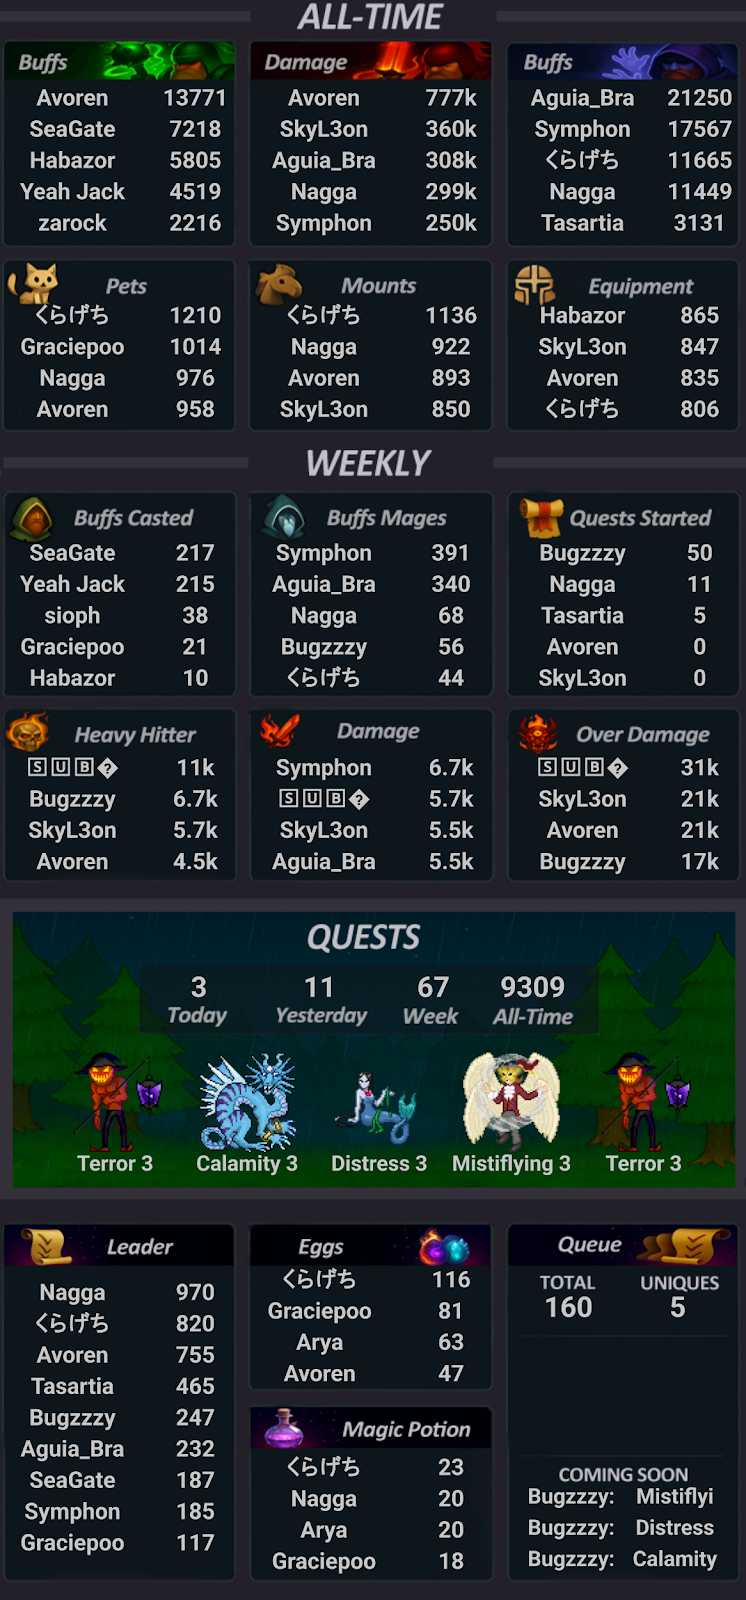 ALL-TIME
Buffs
Avoren 13771
SeaGate 7218
Habazor 5805
Yeah Jack 4519
zarock 2216
Damage
Avoren 777k
SkyL3on 360k
Aguia_Bra 308k
Nagga 299k
Symphon 250k
Buffs
Aguia_Bra 21250
Symphon 17567
くらげち 11665
Nagga 11449
Tasartia 3131
Pets
くらげち 1210
Graciepoo 1014
Nagga 976
Avoren 958
Mounts
くらげち 1136
Nagga 922
Avoren 893
SkyL3on 850
Equipment
Habazor 865
SkyL3on 847
Avoren 835
くらげち 806
WEEKLY
Buffs Casted
SeaGate 217
Yeah Jack 215
sioph 38
Graciepoo 21
Habazor 10
Buffs Mages
Symphon 391
Aguia_Bra 340
Nagga 68
Bugzzzy 56
くらげち 44
Quests Started
Bugzzzy 50
Nagga 11
Tasartia 5
Avoren 0
SkyL3on 0
Heavy Hitter
🅂🅄🄱� 11k
Bugzzzy 6.7k
SkyL3on 5.7k
Avoren 4.5k
Damage
Symphon 6.7k
🅂🅄🄱� 5.7k
SkyL3on 5.5k
Aguia_Bra 5.5k
Over Damage
🅂🅄🄱� 31k
SkyL3on 21k
Avoren 21k
Bugzzzy 17k
QUESTS
3 11 67 9309
Today Yesterday Week All-Time
Terror 3 Calamity 3 Distress 3 Mistiflying 3 Terror 3
Leader
Nagga 970
くらげち 820
Avoren 755
Tasartia 465
Bugzzzy 247
Aguia_Bra 232
SeaGate 187
Symphon 185
Graciepoo 117
Eggs
くらげち 116
Graciepoo 81
Arya 63
Avoren 47
Magic Potion
くらげち 23
Nagga 20
Arya 20
Graciepoo 18
Queue
TOTAL UNIQUES
160 5
COMING SOON
Bugzzzy: Mistiflyi
Bugzzzy: Distress
Bugzzzy: Calamity